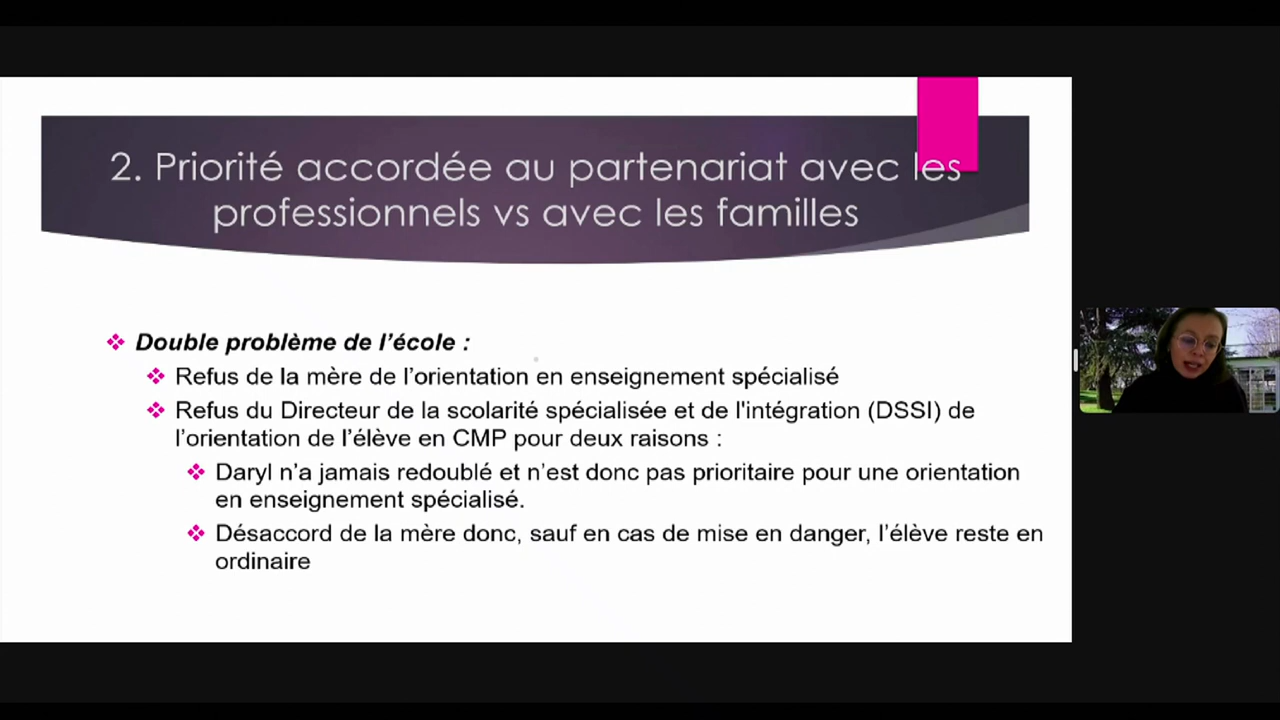 2. Priorité accordée au partenariat avec les
professionnels vs avec les familles
Double problème de l’école :
Refus de la mère de l’orientation en enseignement spécialisé
Refus du Directeur de la scolarité spécialisée et de l'intégration (DSSI) de
l’orientation de l’élève en CMP pour deux raisons :
Daryl n’a jamais redoublé et n’est donc pas prioritaire pour une orientation
en enseignement spécialisé.
Désaccord de la mère donc, sauf en cas de mise en danger, l’élève reste en
ordinaire